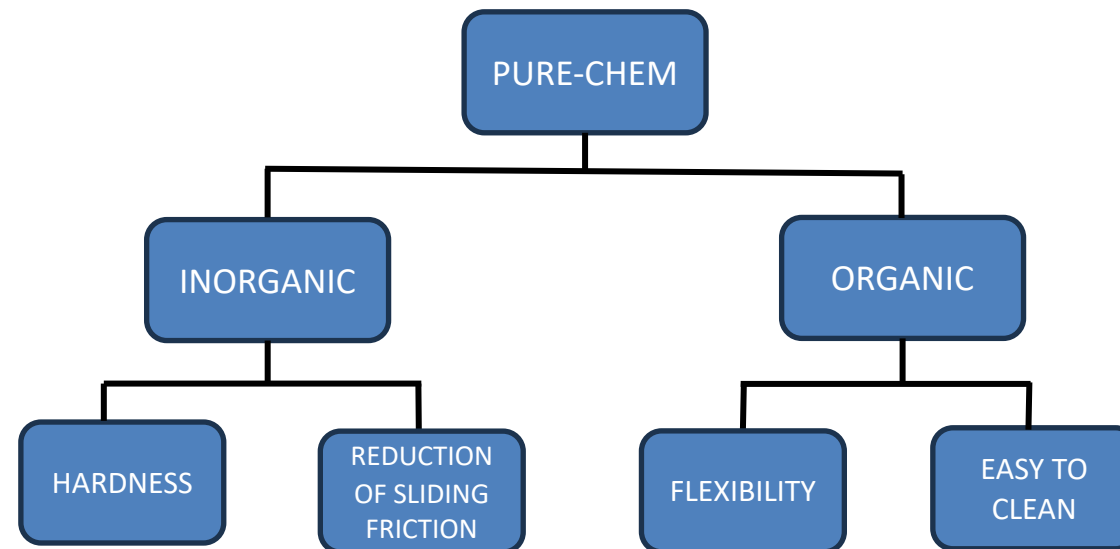 PURE-CHEM
INORGANIC
ORGANIC
HARDNESS
REDUCTION
OF SLIDING
FRICTION
FLEXIBILITY
EASY TO
CLEAN